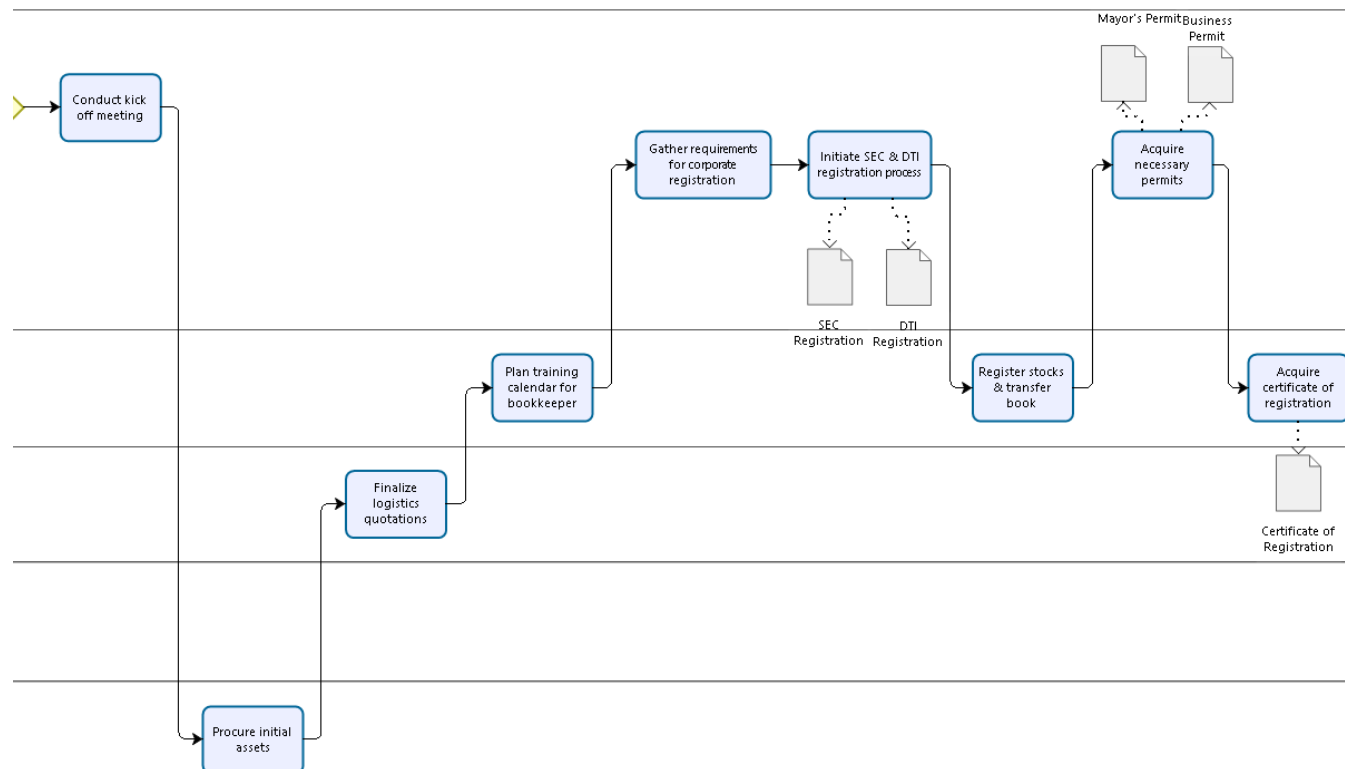 Mayor's Permit
Business
Permit
Conduct kick
off meeting
Gather requirements
for corporate
registration
Initiate SEC & DTI
registration process
Acquire
necessary
permits
SEC
Registration
DTI
Registration
Plan training
calendar for
bookkeeper
Register stocks
& transfer
book
Acquire
certificate of
registration
Finalize
logistics
quotations
Certificate of
Registration
Procure initial
assets